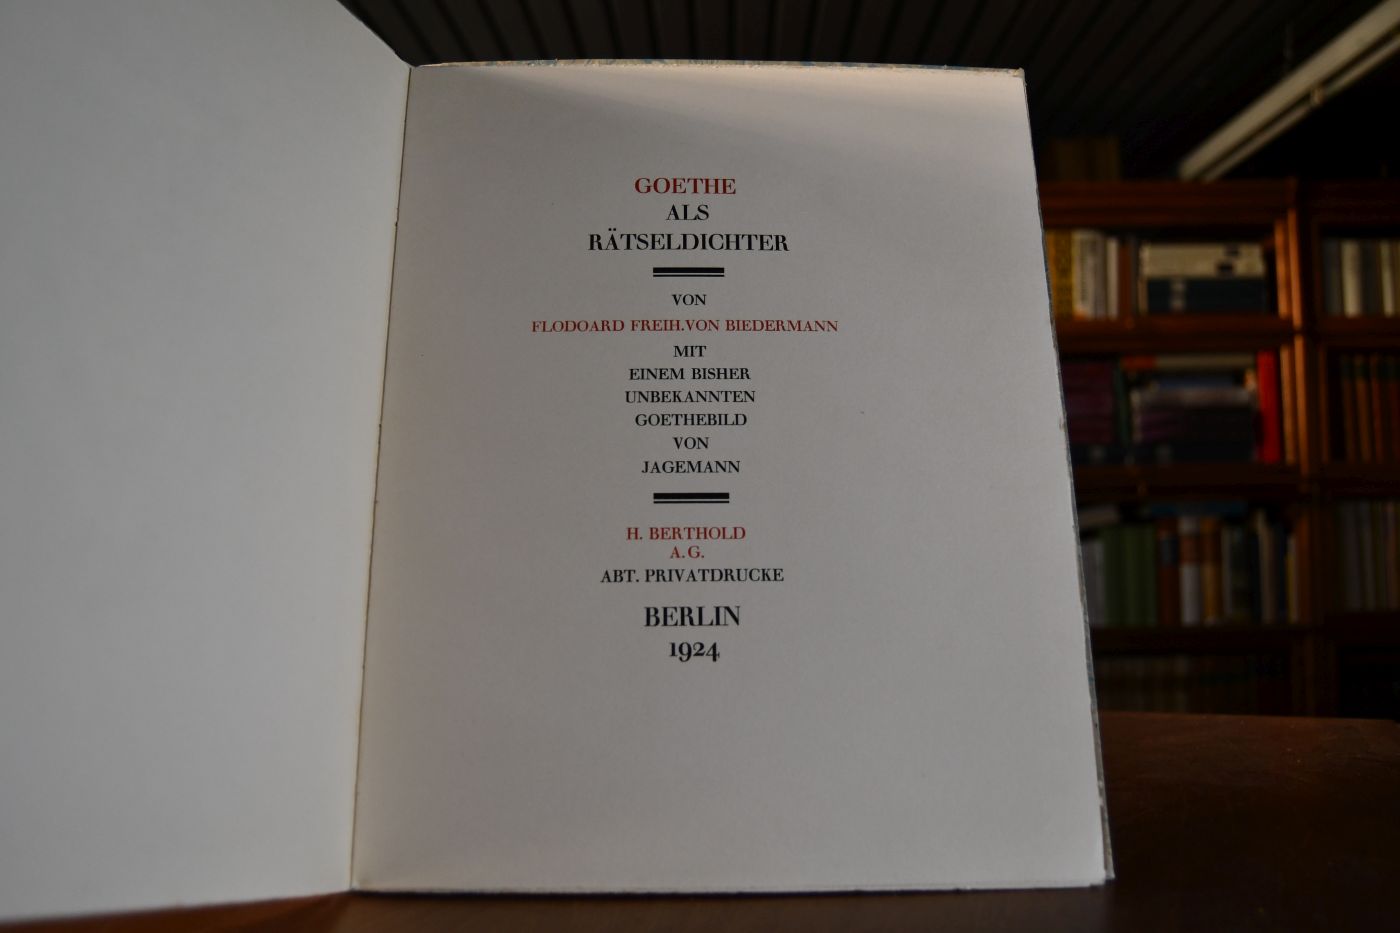 GOETHE
ALS
RÄTSELDICHTER
VON
FLODOARD FREIH.VON BIEDERMANN
MIT
EINEM BISHER
UNBEKANNTEN
GOETHEBILD
VON
JAGEMANN
H. BERTHOLD
A.G.
ABT. PRIVATDRUCKE
BERLIN
1924